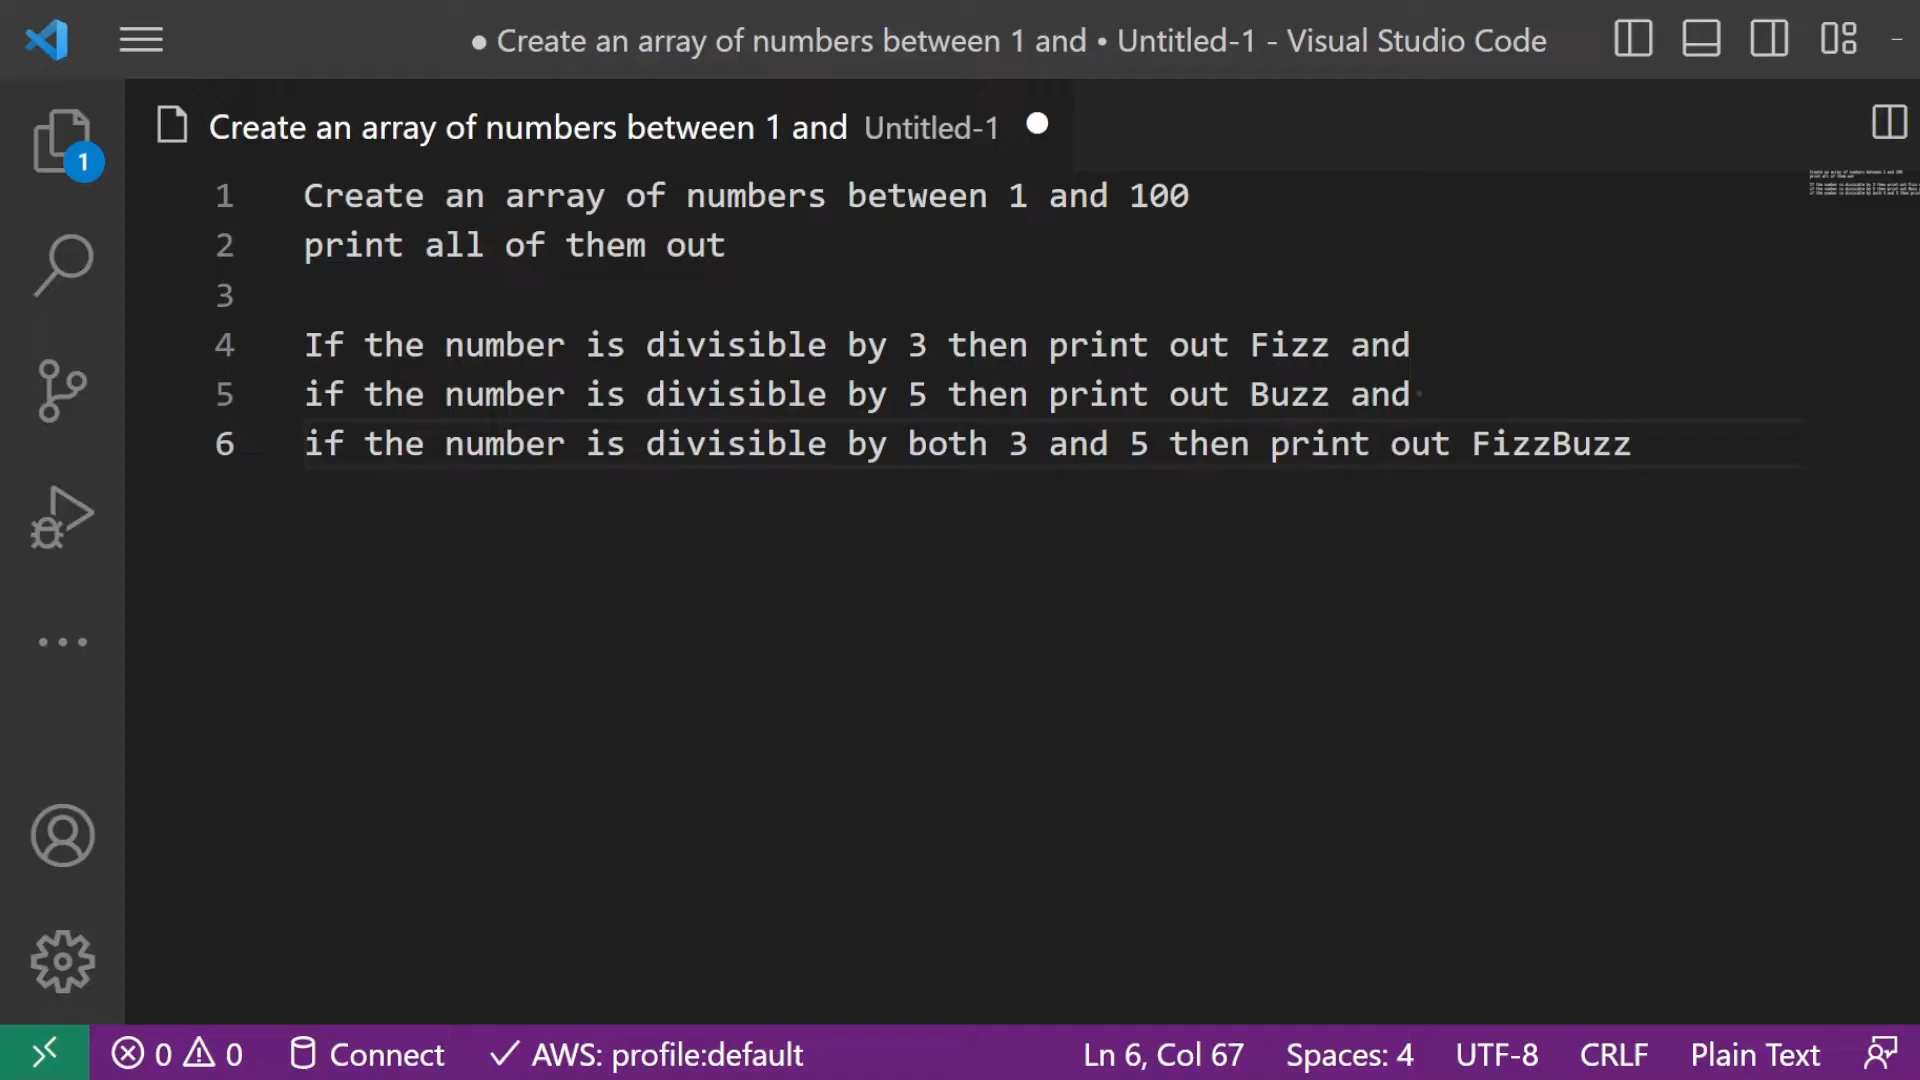 ● Create an array of numbers between 1 and • Untitled-1 - Visual Studio Code
Create an array of numbers between 1 and Untitled-1 ●
1
1 Create an array of numbers between 1 and 100
2 print all of them out
3
4 If the number is divisible by 3 then print out Fizz and
5 if the number is divisible by 5 then print out Buzz and
6 if the number is divisible by both 3 and 5 then print out FizzBuzz
0 0 Connect AWS: profile:default Ln 6, Col 67 Spaces: 4 UTF-8 CRLF Plain Text